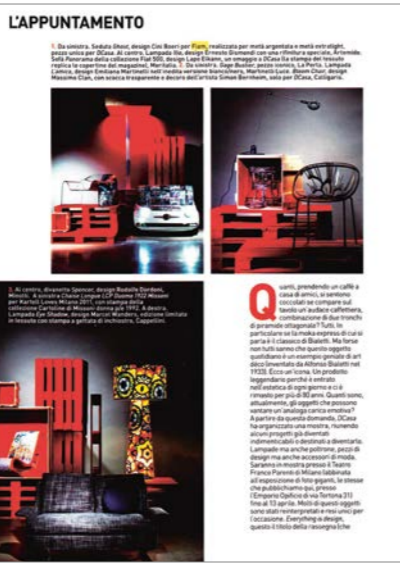 L'APPUNTAMENTO
1. Da sinistra. Seduta Ghost, design Cini Boeri per Fiam, realizzata per metà argentata e metà extralight,
pezzo unico per DCasa. Al centro. Lampada Ilio, design Ernesto Gismondi con una rifinitura speciale, Artemide.
Sofà Panorama della collezione Fiat 500, design Lapo Elkann, un omaggio a DCasa (la stampa del tessuto
replica le copertine del magazine), Meritalia. 2. Da sinistra. Gage Bustier, pezzo iconico, La Perla. Lampada
L'amica, design Emiliana Martinelli nell'inedita versione bianco/nero, Martinelli Luce. Bloom Chair, design
Massimo Clan, con scocca trasparente e decoro dell'artista Simon Bernheim, solo per DCasa, Calligaris.
3. Al centro, divanetto Spencer, design Rodolfo Dordoni,
Minotti. A sinistra Chaise Longue LC2 Duomo 1922 Missoni
per Kartell Loves Milano 2011, con stampa della
collezione Cartoline di Missoni donna p/e 1992. A destra.
Lampada Eye Shadow, design Marcel Wanders, edizione limitata
in tessuto con stampa a gettata di inchiostro, Cappellini.
Quanti, prendendo un caffè a
casa di amici, si sentono
coccolati se compare sul
tavolo un'audace caffettiera,
combinazione di due tronchi
di piramide ottagonale? Tutti. In
particolare se la moka express di cui si
parla è il classico di Bialetti. Ma forse
non tutti sanno che questo oggetto
quotidiano è un esempio geniale di art
déco (inventato da Alfonso Bialetti nel
1933). Ecco un'icona. Un prodotto
leggendario perché è entrato
nell'estetica di ogni giorno e ci è
rimasto per più di 80 anni. Quanti sono,
attualmente, gli oggetti che possono
vantare un'analoga carica emotiva?
A partire da questa domanda, DCasa
ha organizzato una mostra, riunendo
alcuni progetti già diventati
indimenticabili o destinati a diventarlo.
Lampade ma anche poltrone, pezzi di
design ma anche accessori di moda.
Saranno in mostra presso il Teatro
Franco Parenti di Milano (abbinata
all'esposizione di foto giganti, le stesse
che pubblichiamo qui, presso
l'Emporio Opificio di via Tortona 31)
fino al 13 aprile. Molti di questi oggetti
sono stati reinterpretati e resi unici per
l'occasione. Everything is design,
questo il titolo della rassegna (che